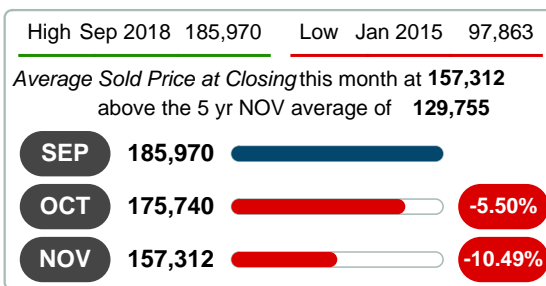 High Sep 2018 185,970 Low Jan 2015 97,863
Average Sold Price at Closing this month at 157,312
above the 5 yr NOV average of 129,755
SEP 185,970
OCT 175,740 -5.50%
NOV 157,312 -10.49%